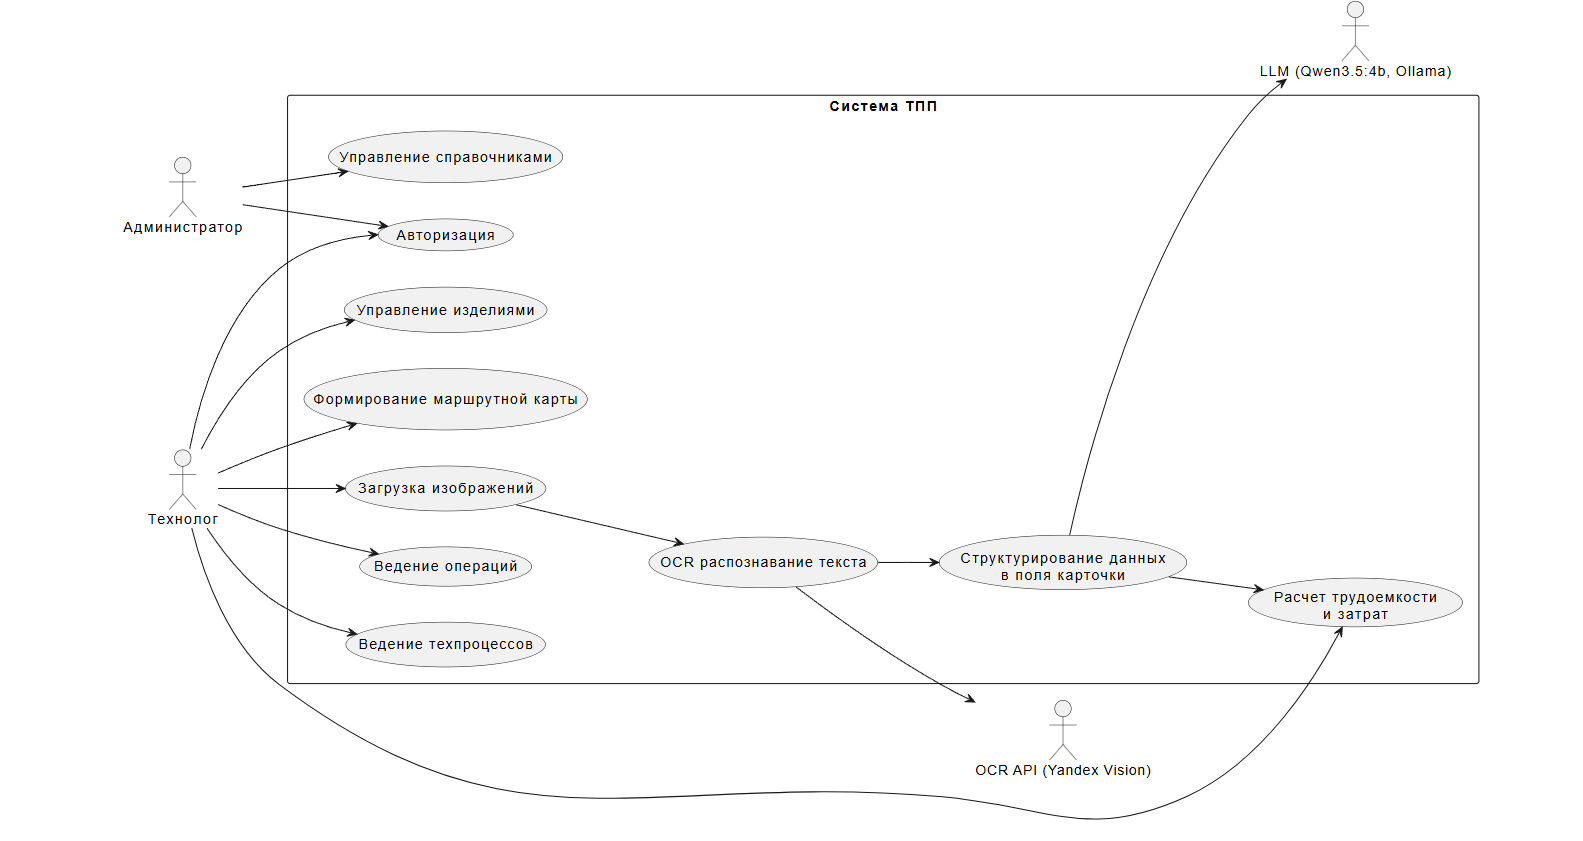 LLM (Qwen3.5:4b, Ollama)
Система ТПП
Управление справочниками
Администратор
Авторизация
Управление изделиями
Формирование маршрутной карты
Загрузка изображений
Технолог
Ведение операций
OCR распознавание текста
Структурирование данных
в поля карточки
Расчет трудоемкости
и затрат
Ведение техпроцессов
OCR API (Yandex Vision)